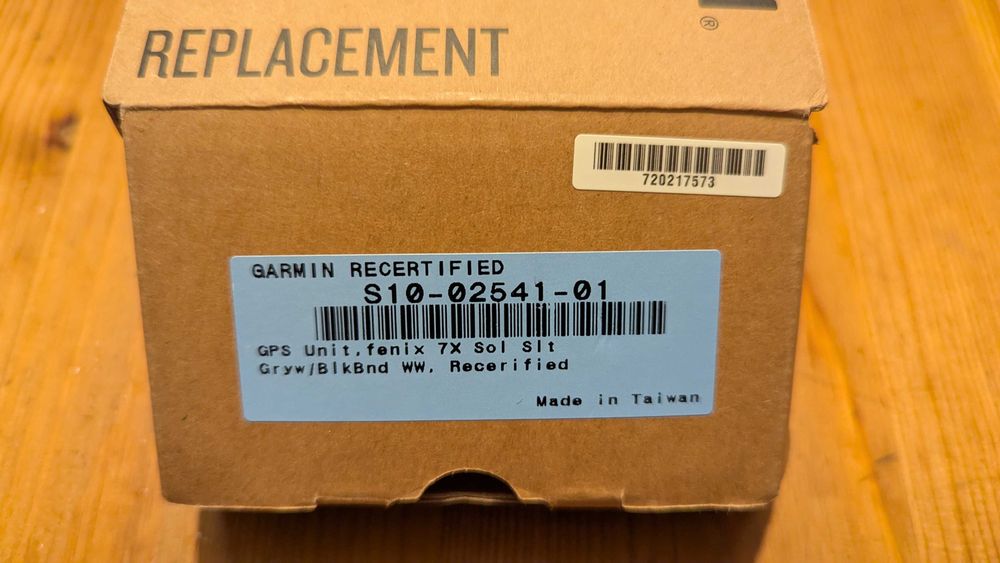 REPLACEMENT
®
720217573
GARMIN RECERTIFIED
S10-02541-01
GPS Unit,fenix 7X Sol Slt
Gryw/BlkBnd WW, Recerified
Made in Taiwan